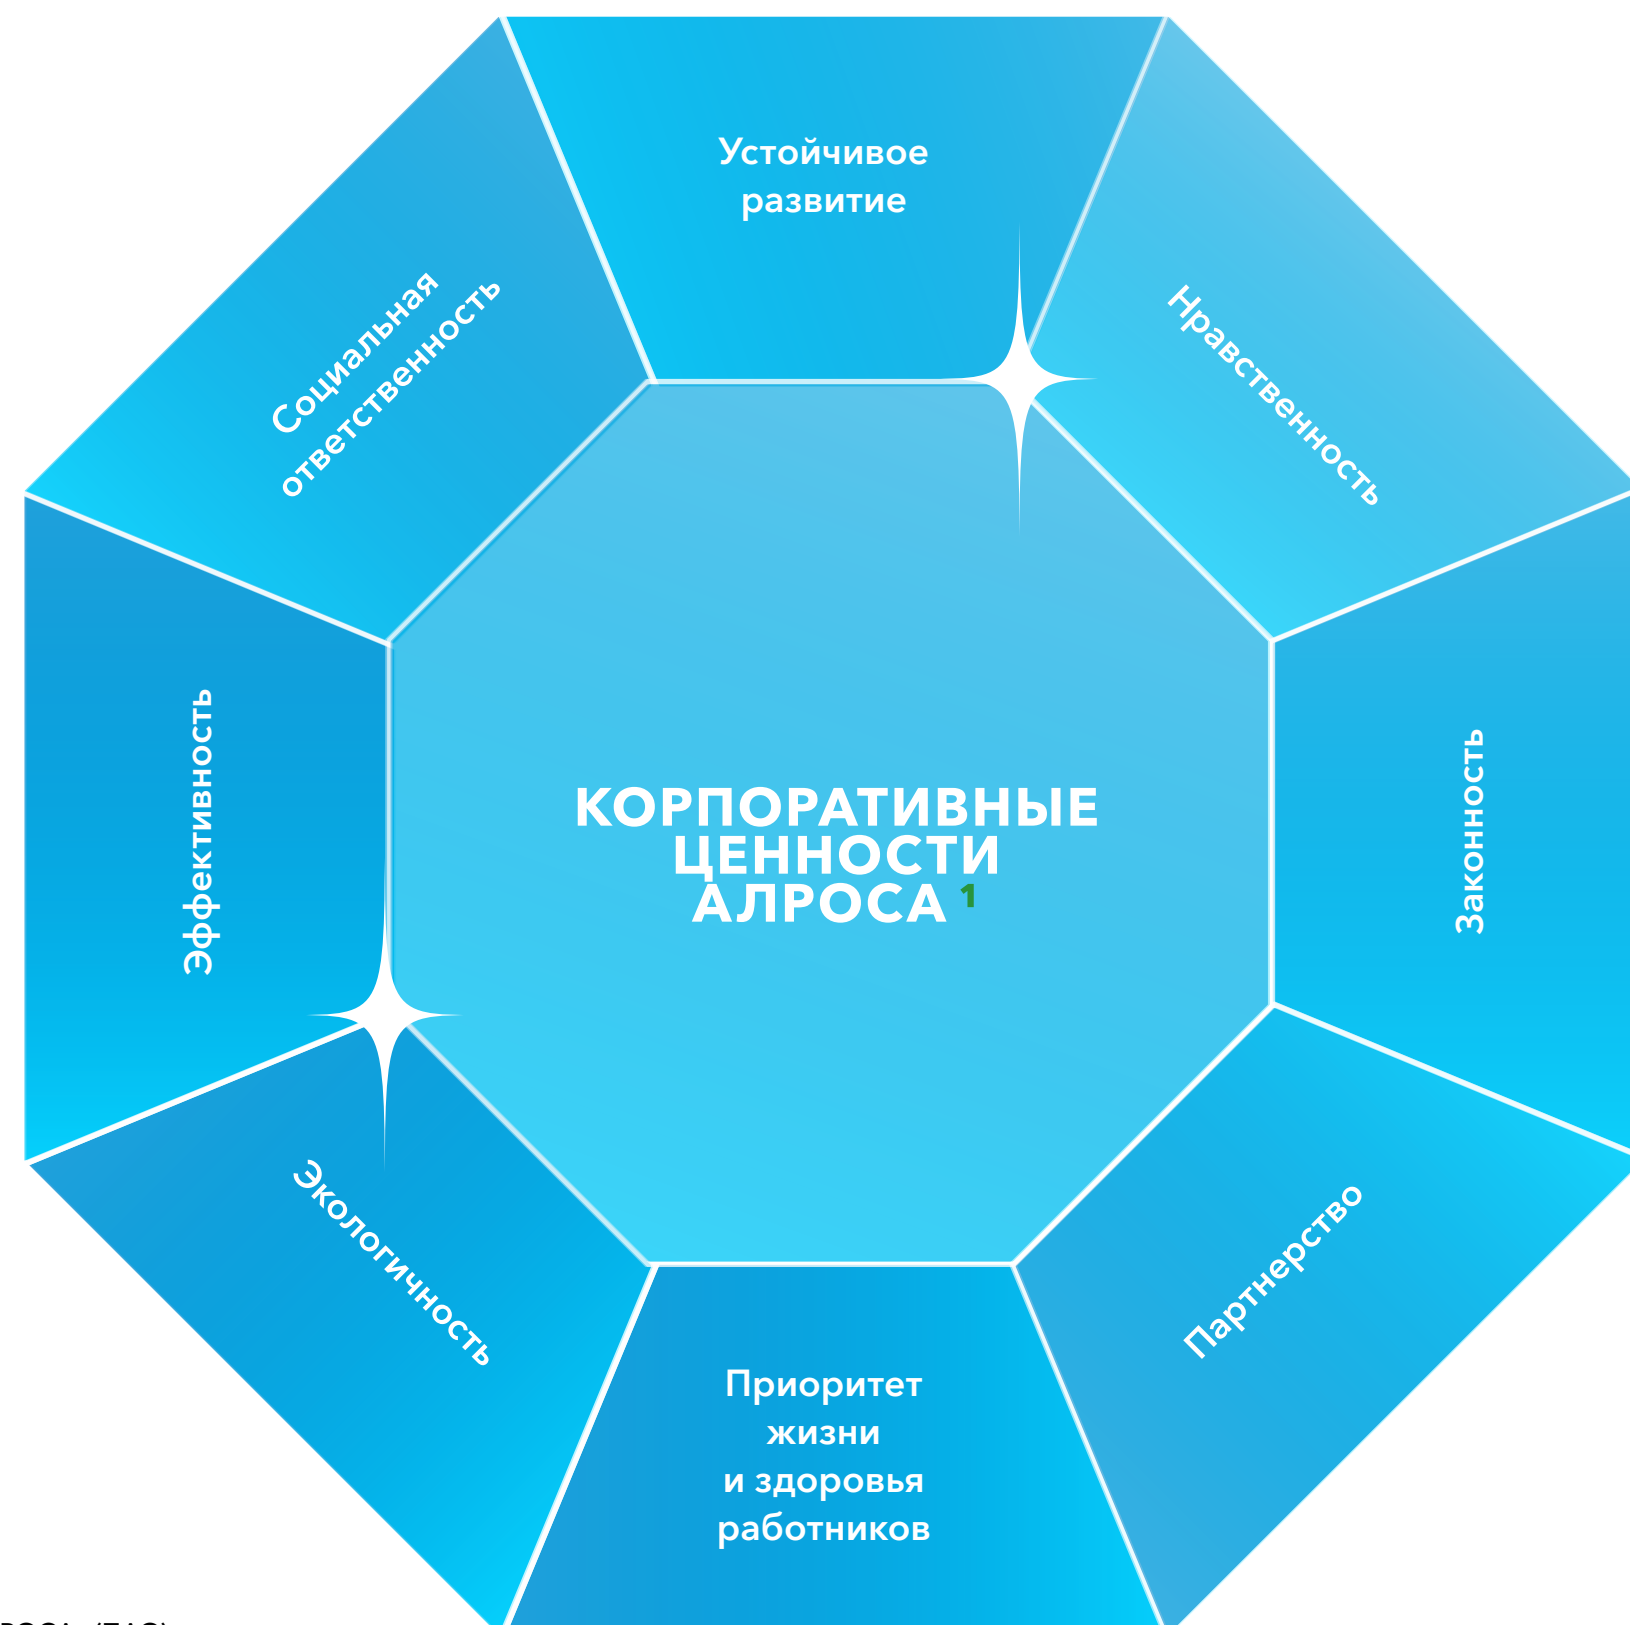 Устойчивое
развитие
Нравственность
Законность
Партнерство
Приоритет
жизни
и здоровья
работников
Экологичность
Эффективность
Социальная
ответственность
КОРПОРАТИВНЫЕ
ЦЕННОСТИ
АЛРОСА 1